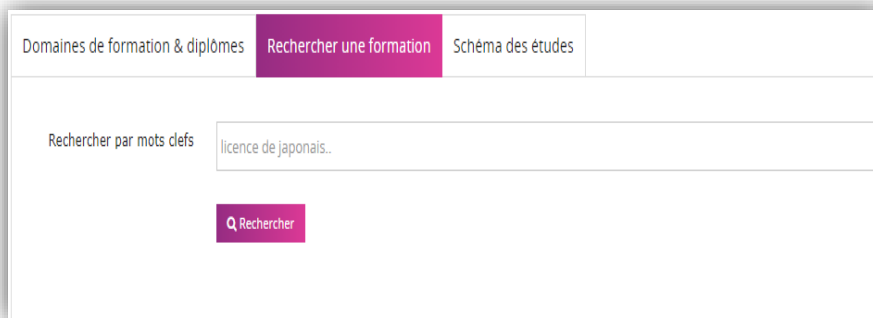 Domaines de formation & diplômes Rechercher une formation Schéma des études
Rechercher par mots clefs licence de japonais..
Rechercher